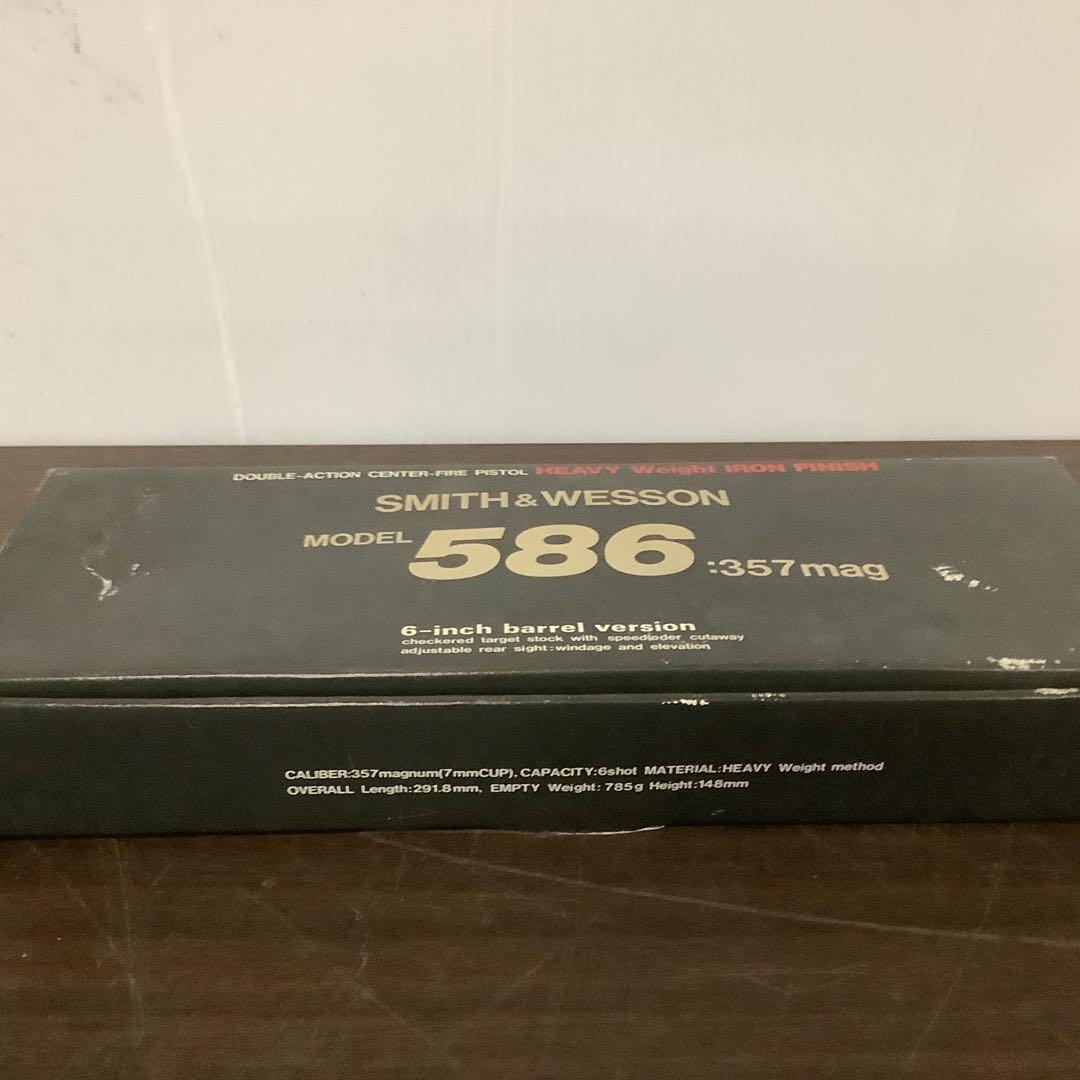 DOUBLE-ACTION CENTER-FIRE PISTOL HEAVY Weight IRON FINISH
SMITH & WESSON
MODEL 586 :357mag
6-inch barrel version
checkered target stock with speedloder cutaway
adjustable rear sight:windage and elevation
CALIBER:357magnum(7mmCUP), CAPACITY:6shot MATERIAL:HEAVY Weight method
OVERALL Length:291.8mm, EMPTY Weight:785g Height:148mm